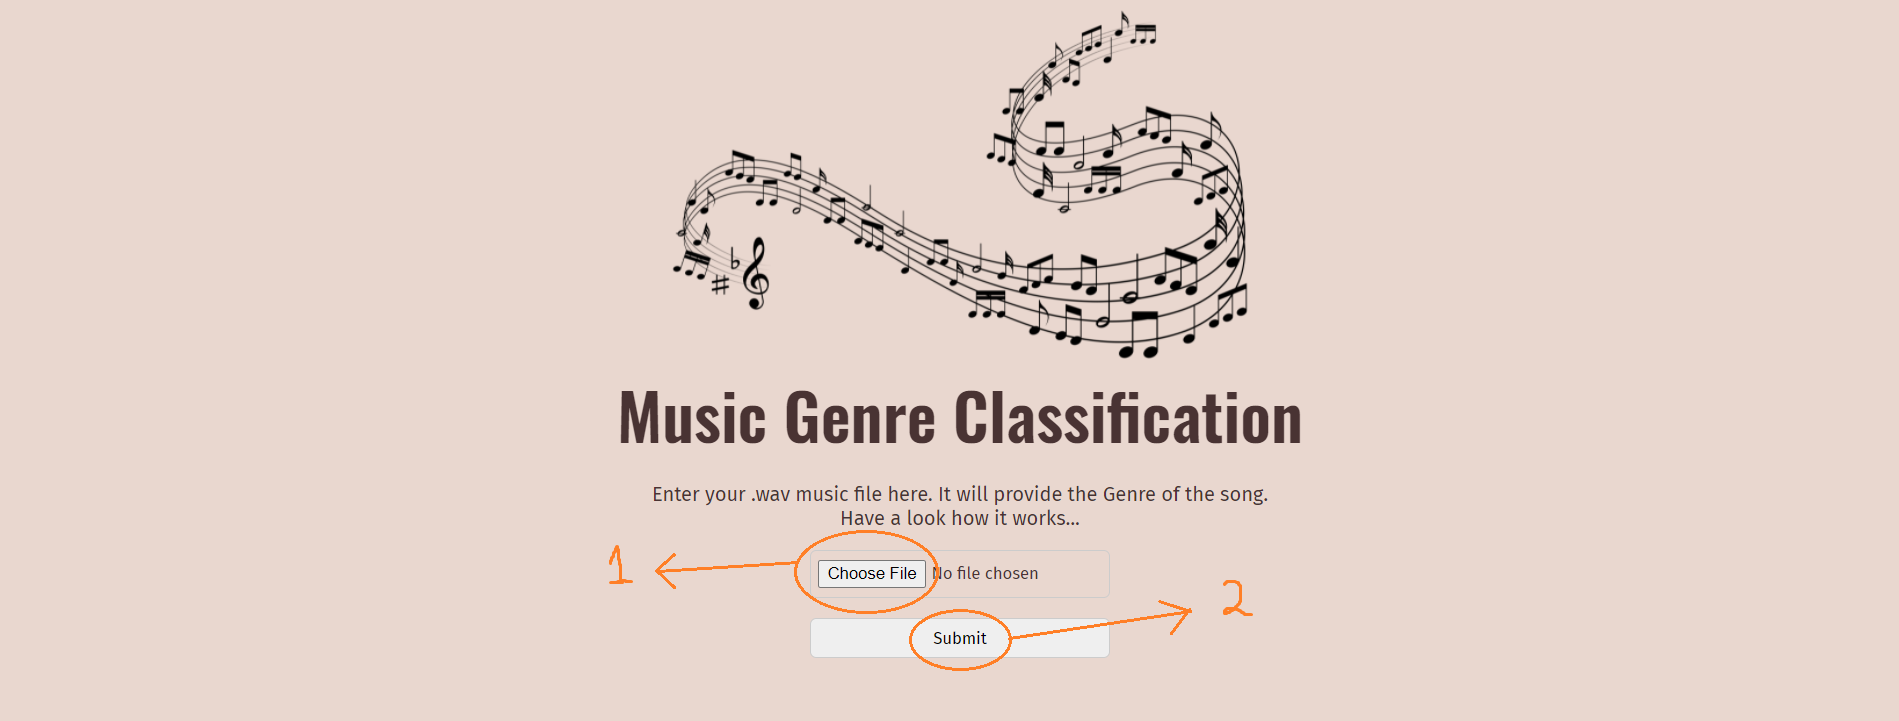 Music Genre Classification
Enter your .wav music file here. It will provide the Genre of the song.
Have a look how it works...
1
Choose File No file chosen
2
Submit